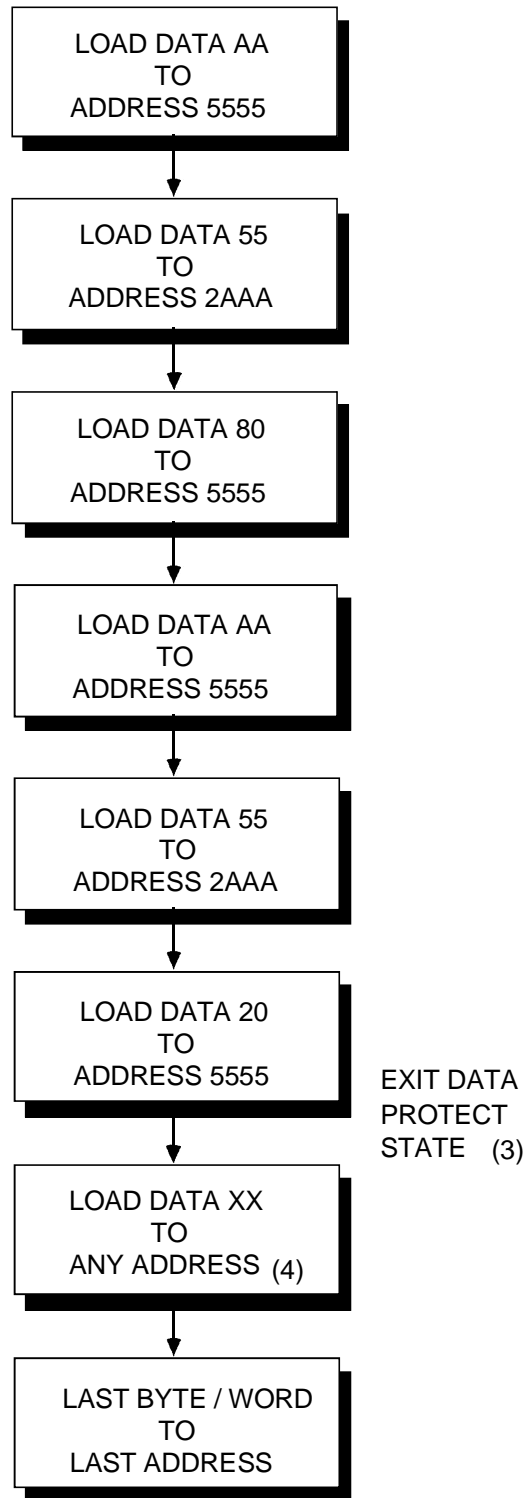 LOAD DATA AA
TO
ADDRESS 5555
LOAD DATA 55
TO
ADDRESS 2AAA
LOAD DATA 80
TO
ADDRESS 5555
LOAD DATA AA
TO
ADDRESS 5555
LOAD DATA 55
TO
ADDRESS 2AAA
LOAD DATA 20
TO
ADDRESS 5555
EXIT DATA
PROTECT
STATE (3)
LOAD DATA XX
TO
ANY ADDRESS (4)
LAST BYTE / WORD
TO
LAST ADDRESS